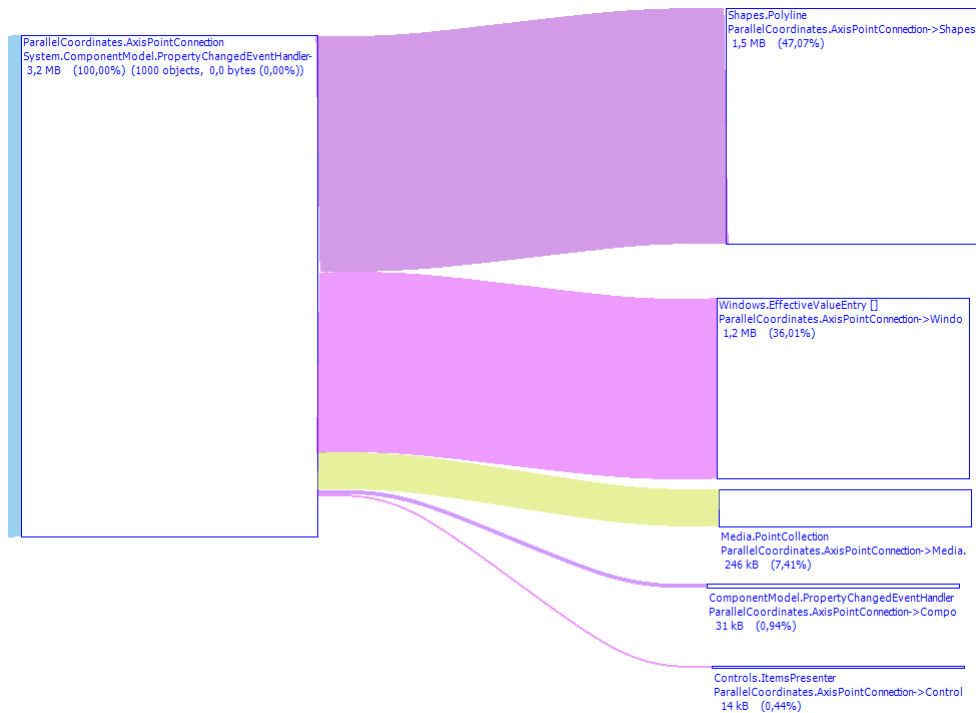 ParallelCoordinates.AxisPointConnection
System.ComponentModel.PropertyChangedEventHandler-
3,2 MB (100,00%) (1000 objects, 0,0 bytes (0,00%))
Shapes.Polyline
ParallelCoordinates.AxisPointConnection->Shapes
1,5 MB (47,07%)
Windows.EffectiveValueEntry []
ParallelCoordinates.AxisPointConnection->Windo
1,2 MB (36,01%)
Media.PointCollection
ParallelCoordinates.AxisPointConnection->Media.
246 kB (7,41%)
ComponentModel.PropertyChangedEventHandler
ParallelCoordinates.AxisPointConnection->Compo
31 kB (0,94%)
Controls.ItemsPresenter
ParallelCoordinates.AxisPointConnection->Control
14 kB (0,44%)